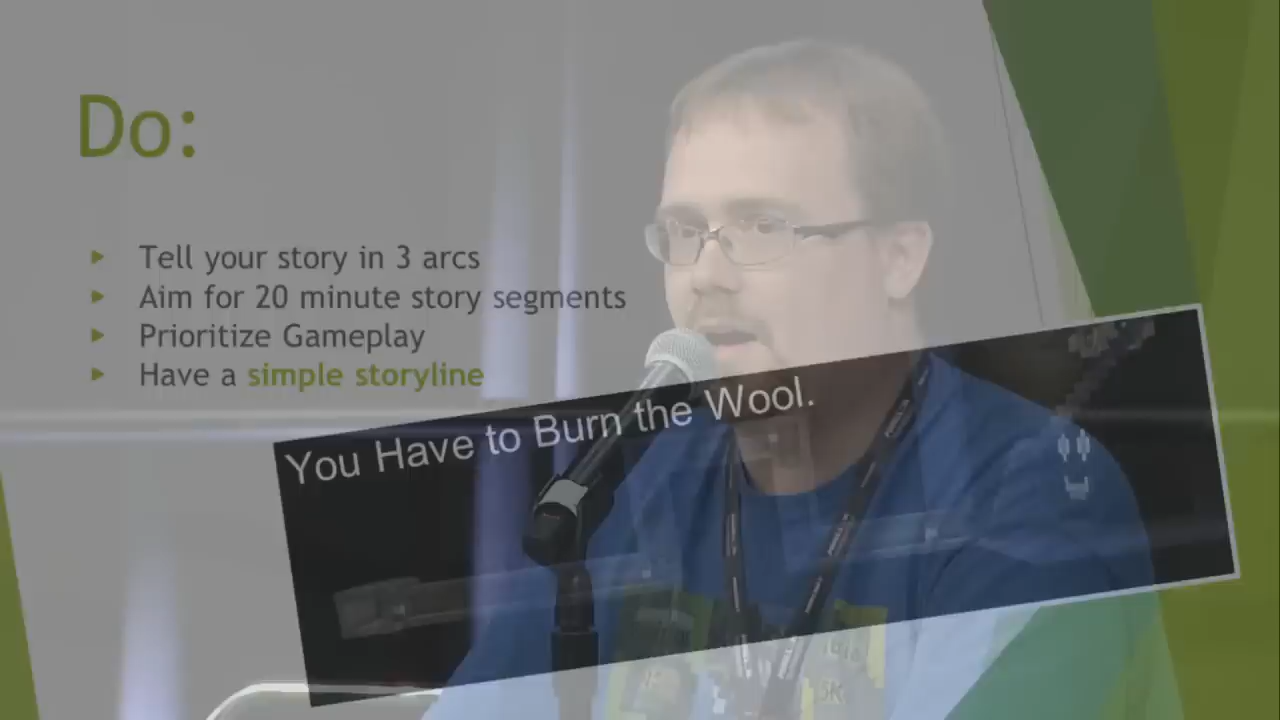 Do:
Tell your story in 3 arcs
Aim for 20 minute story segments
Prioritize Gameplay
Have a simple storyline
You Have to Burn the Wool.